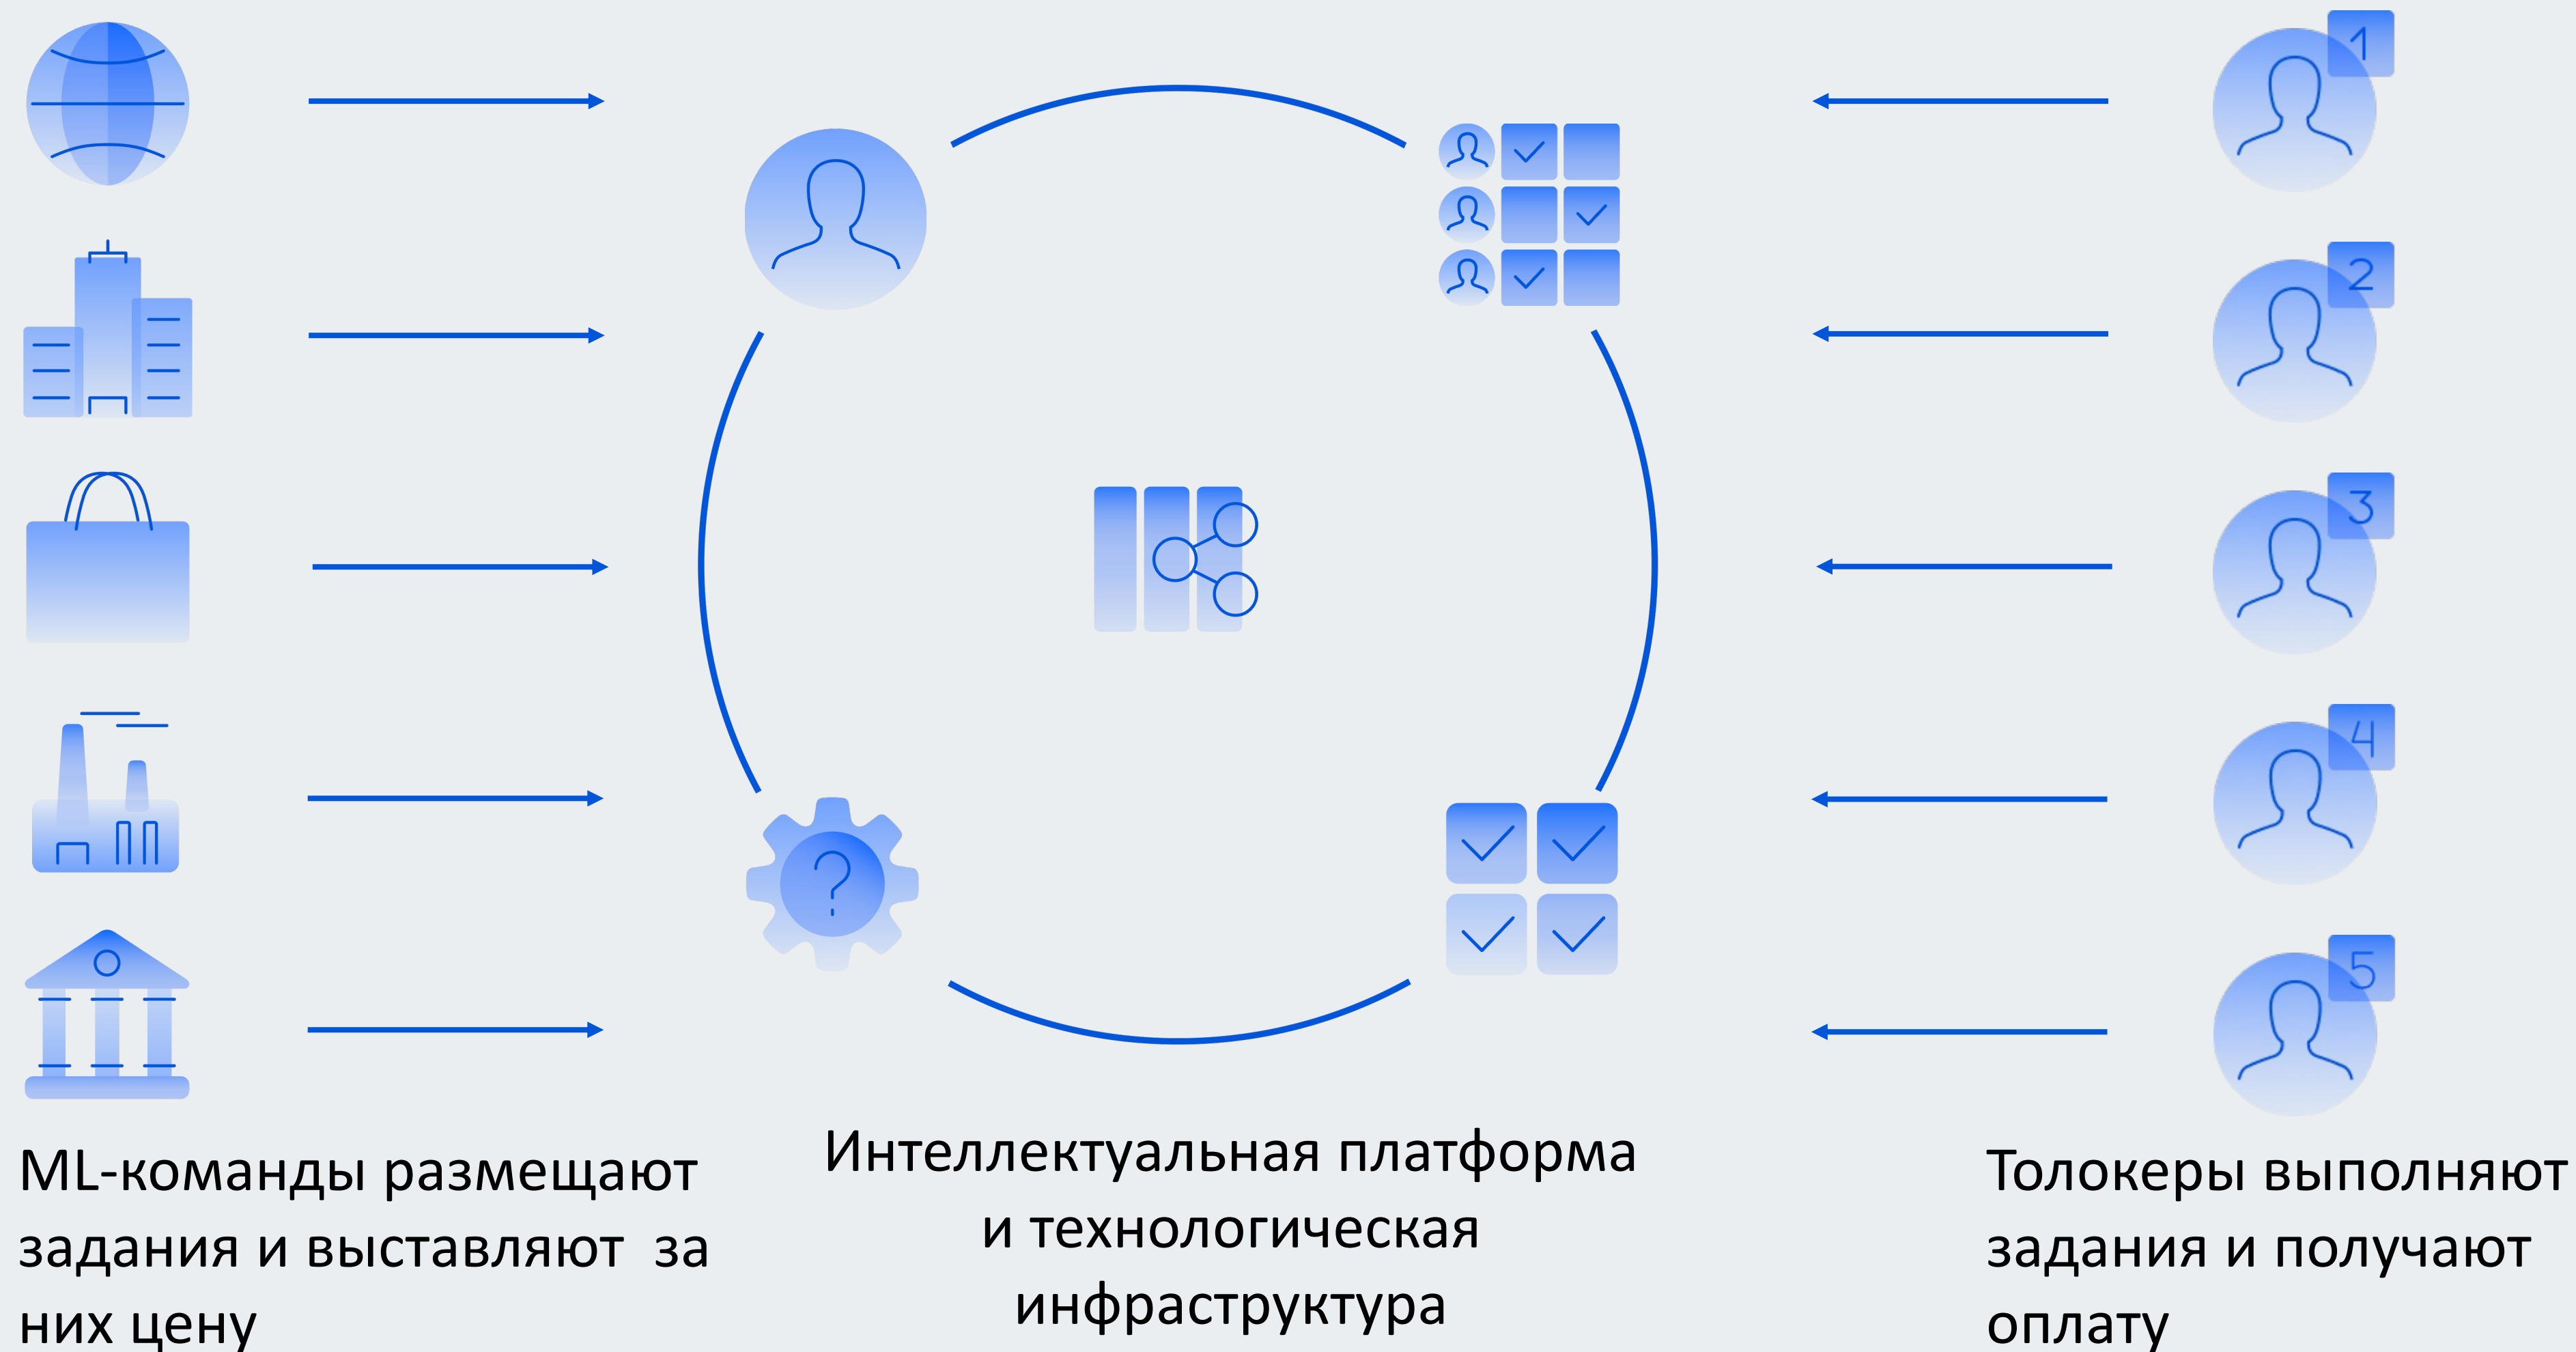 1
2
3
?
4
5
ML-команды размещают
задания и выставляют  за
них цену
Интеллектуальная платформа
и технологическая
инфраструктура
Толокеры выполняют
задания и получают
оплату